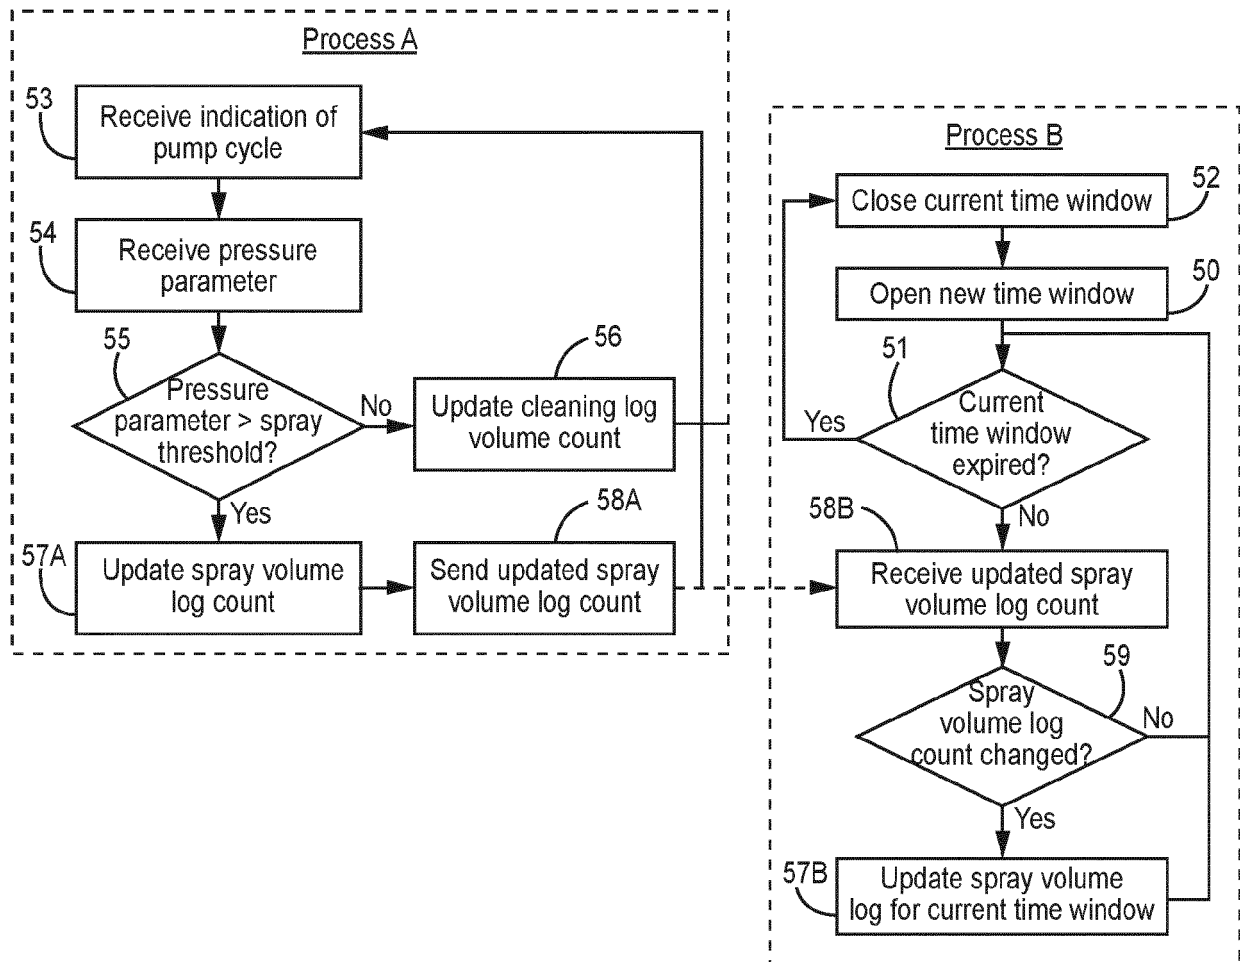 Process A
53
Receive indication of
pump cycle
54
Receive pressure
parameter
55
Pressure
parameter > spray
threshold?
No
56
Update cleaning log
volume count
Yes
57A
Update spray volume
log count
58A
Send updated spray
volume log count
Process B
52
Close current time window
50
Open new time window
51
Current
time window
expired?
Yes
No
58B
Receive updated spray
volume log count
59
Spray
volume log
count changed?
No
Yes
57B
Update spray volume
log for current time window